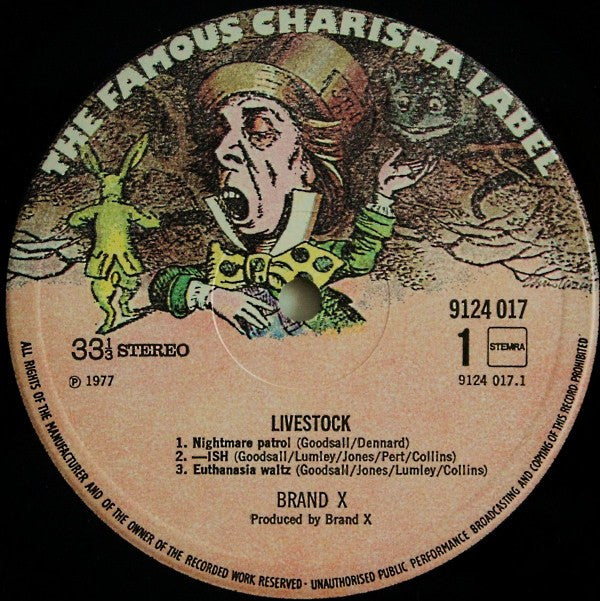 THE FAMOUS CHARISMA LABEL
9124 017
33⅓ STEREO
1
STEMRA
℗ 1977
9124 017.1
LIVESTOCK
1. Nightmare patrol (Goodsall/Dennard)
2. —ISH (Goodsall/Lumley/Jones/Pert/Collins)
3. Euthanasia waltz (Goodsall/Jones/Lumley/Collins)
BRAND X
Produced by Brand X
ALL RIGHTS OF THE MANUFACTURER AND OF THE OWNER OF THE RECORDED WORK RESERVED · UNAUTHORISED PUBLIC PERFORMANCE BROADCASTING AND COPYING OF THIS RECORD PROHIBITED